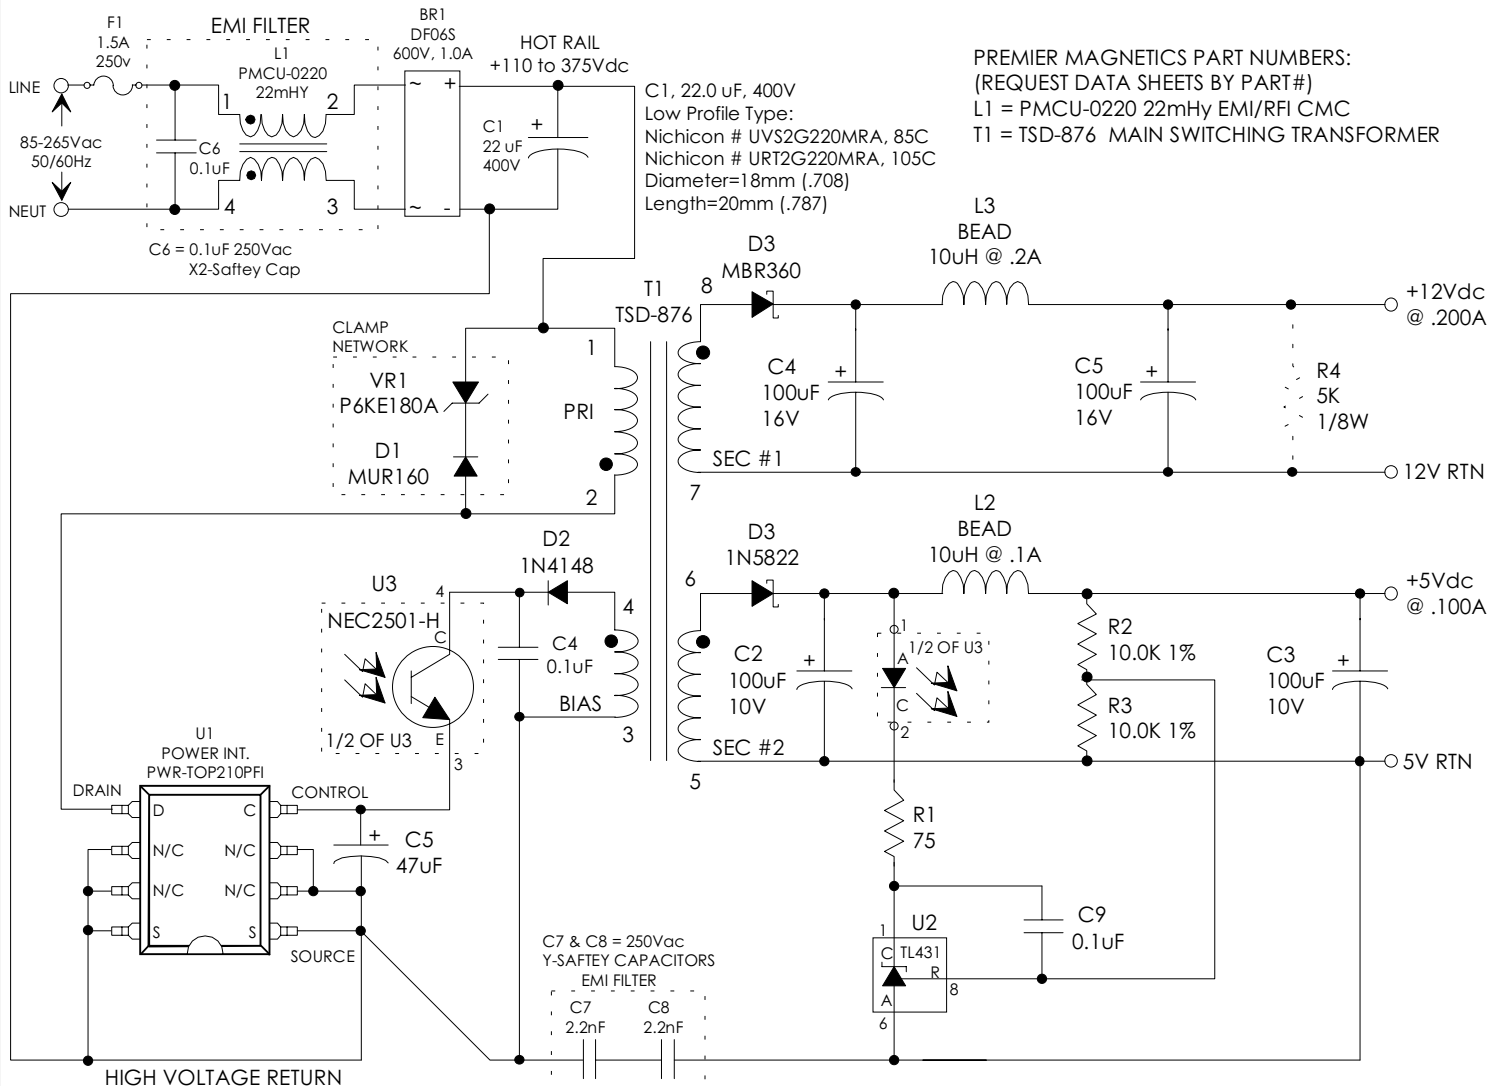 F1
1.5A
250v
EMI FILTER
L1
PMCU-0220
22mHY
BR1
DF06S
600V, 1.0A
HOT RAIL
+110 to 375Vdc
LINE
1
2
~
+
85-265Vac
50/60Hz
C6
0.1uF
C1
22 uF
400V
+
NEUT
4
3
~
-
C6 = 0.1uF 250Vac
X2-Saftey Cap
C1, 22.0 uF, 400V
Low Profile Type:
Nichicon # UVS2G220MRA, 85C
Nichicon # URT2G220MRA, 105C
Diameter=18mm (.708)
Length=20mm (.787)
PREMIER MAGNETICS PART NUMBERS:
(REQUEST DATA SHEETS BY PART#)
L1 = PMCU-0220 22mHy EMI/RFI CMC
T1 = TSD-876 MAIN SWITCHING TRANSFORMER
CLAMP
NETWORK
VR1
P6KE180A
D1
MUR160
T1
TSD-876
1
PRI
2
8
D3
MBR360
L3
BEAD
10uH @ .2A
+12Vdc
@ .200A
C4
100uF
16V
+
C5
100uF
16V
+
R4
5K
1/8W
SEC #1
7
12V RTN
D2
1N4148
4
C4
0.1uF
BIAS
3
U3
NEC2501-H
4
C
E
1/2 OF U3
3
6
D3
1N5822
L2
BEAD
10uH @ .1A
+5Vdc
@ .100A
C2
100uF
10V
+
1
1/2 OF U3
A
C
2
R2
10.0K 1%
R3
10.0K 1%
C3
100uF
10V
+
SEC #2
5
5V RTN
U1
POWER INT.
PWR-TOP210PFI
DRAIN
CONTROL
D
C
N/C
N/C
N/C
N/C
S
S
SOURCE
+
C5
47uF
R1
75
C9
0.1uF
1
U2
C
TL431
R
8
A
6
C7 & C8 = 250Vac
Y-SAFTEY CAPACITORS
EMI FILTER
C7
2.2nF
C8
2.2nF
HIGH VOLTAGE RETURN